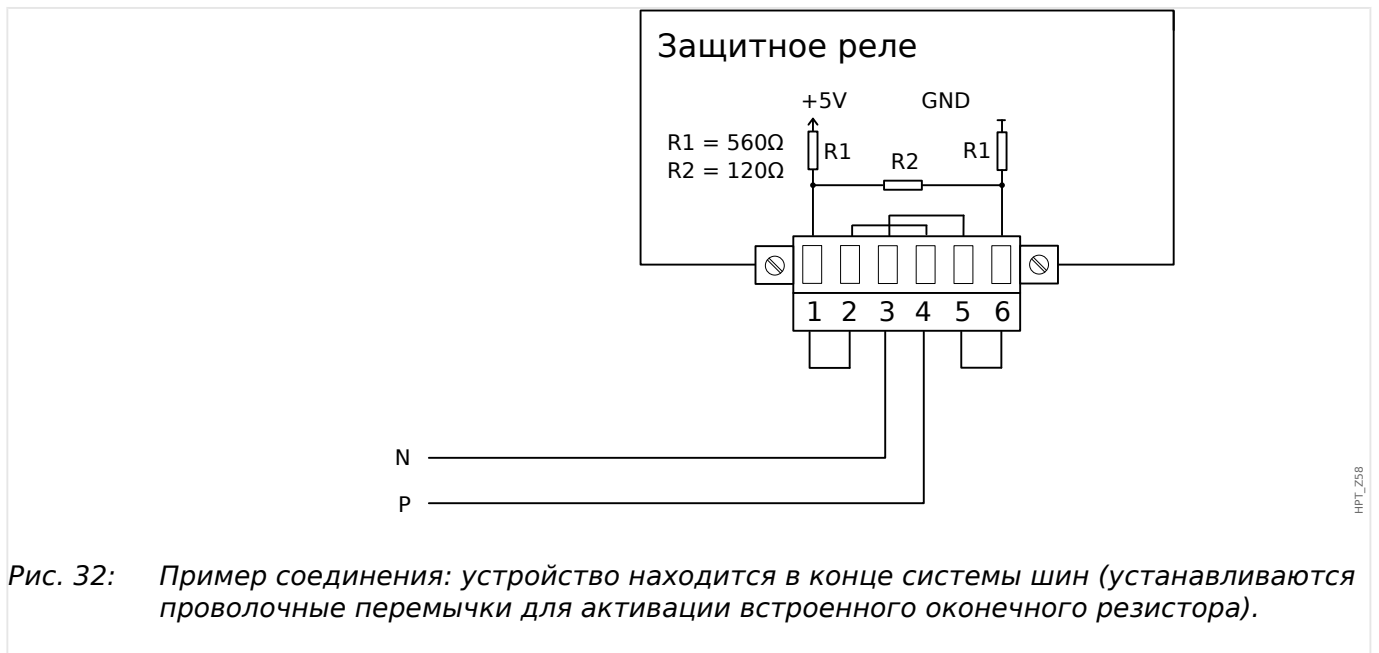 Защитное реле
+5V GND
R1 = 560Ω
R2 = 120Ω
R1 R2 R1
1 2 3 4 5 6
N
P
HPT_Z58
Рис. 32: Пример соединения: устройство находится в конце системы шин (устанавливаются
проволочные перемычки для активации встроенного оконечного резистора).